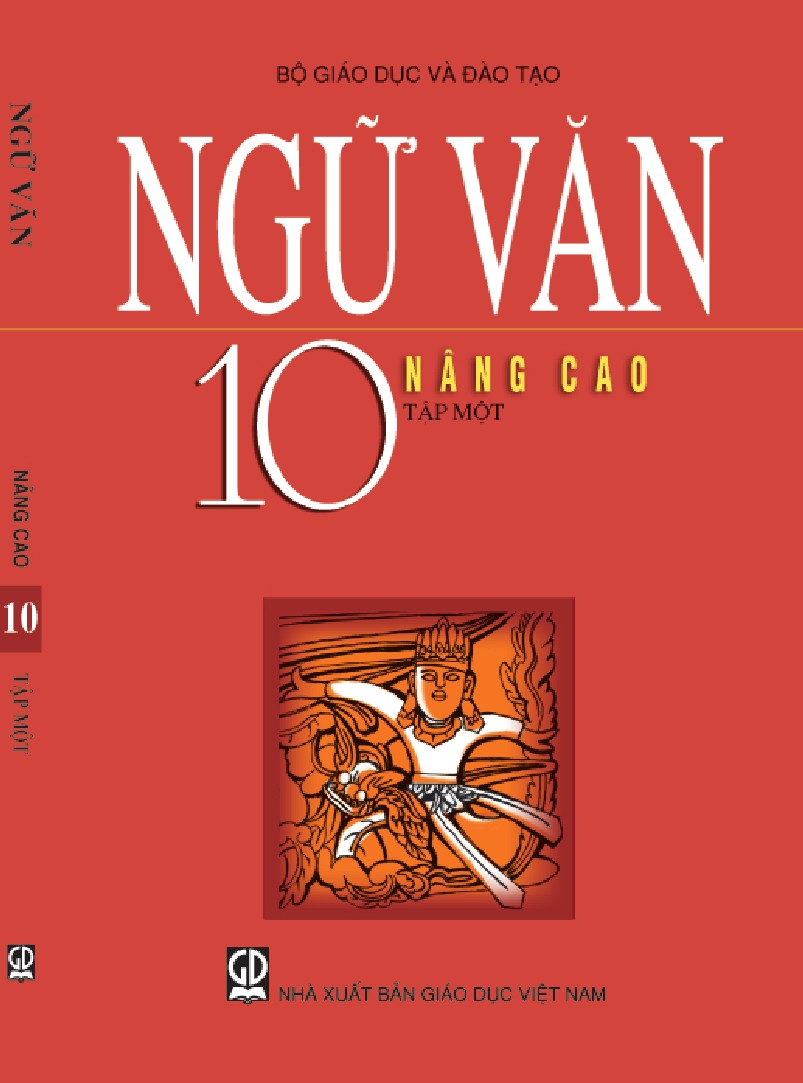 BỘ GIÁO DỤC VÀ ĐÀO TẠO
NGỮ VĂN
10
NÂNG CAO
TẬP MỘT
GD
NHÀ XUẤT BẢN GIÁO DỤC VIỆT NAM
NGỮ VĂN
NÂNG CAO
10
TẬP MỘT
GD